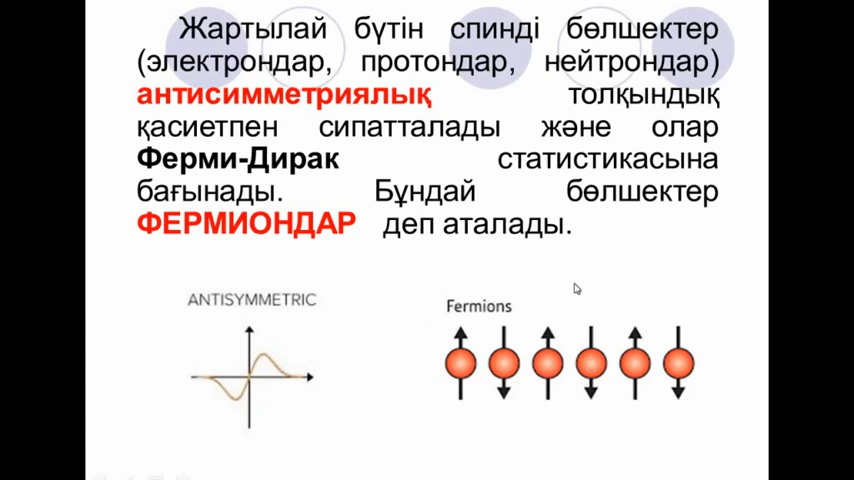 Жартылай бүтін спинді бөлшектер
(электрондар, протондар, нейтрондар)
антисимметриялық толқындық
қасиетпен сипатталады және олар
Ферми-Дирак статистикасына
бағынады. Бұндай бөлшектер
ФЕРМИОНДАР деп аталады.
ANTISYMMETRIC
Fermions